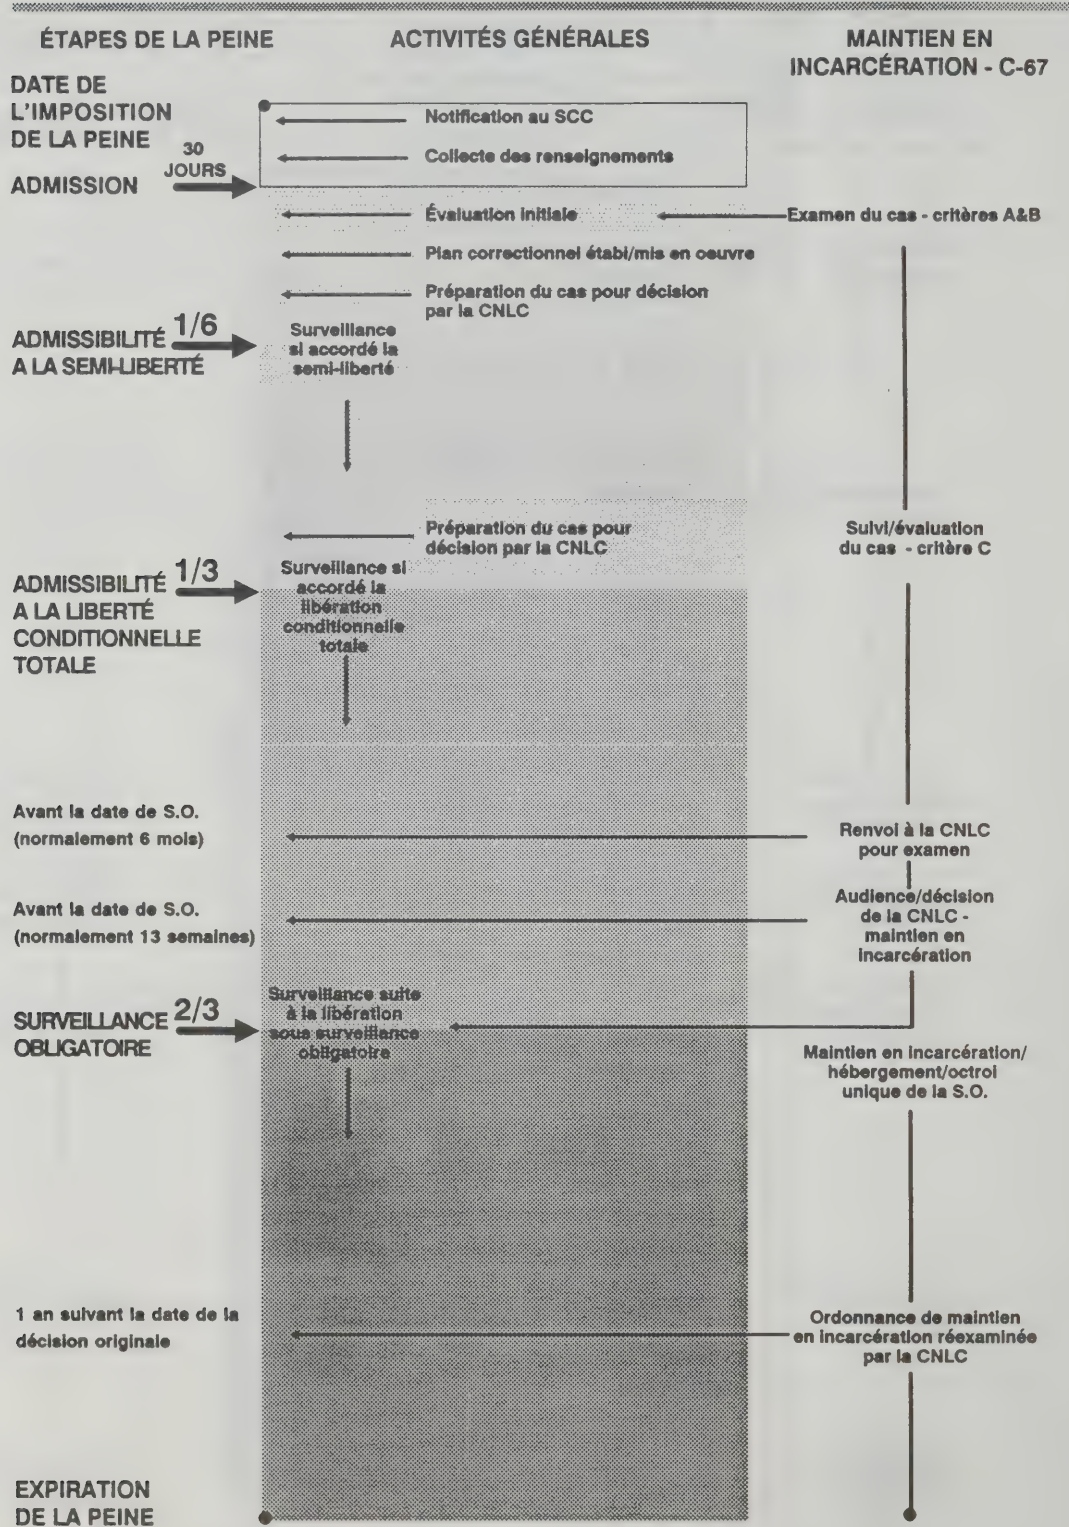 ÉTAPES DE LA PEINE
ACTIVITÉS GÉNÉRALES
MAINTIEN EN
INCARCÉRATION - C-67
DATE DE
L'IMPOSITION
DE LA PEINE
Notification au SCC
Collecte des renseignements
30
JOURS
ADMISSION
Évaluation initiale
Examen du cas - critères A&B
Plan correctionnel étabi/mis en oeuvre
Préparation du cas pour décision
par la CNLC
ADMISSIBILITÉ 1/6
A LA SEMI-LIBERTÉ
Surveillance
si accordé la
semi-liberté
Préparation du cas pour
décision par la CNLC
Suivi/évaluation
du cas - critère C
ADMISSIBILITÉ 1/3
A LA LIBERTÉ
CONDITIONNELLE
TOTALE
Surveillance si
accordé la
libération
conditionnelle
totale
Avant la date de S.O.
(normalement 6 mois)
Renvoi à la CNLC
pour examen
Avant la date de S.O.
(normalement 13 semaines)
Audience/décision
de la CNLC -
maintien en
incarcération
SURVEILLANCE 2/3
OBLIGATOIRE
Surveillance suite
à la libération
sous surveillance
obligatoire
Maintien en incarcération/
hébergement/octroi
unique de la S.O.
1 an suivant la date de la
décision originale
Ordonnance de maintien
en incarcération réexaminée
par la CNLC
EXPIRATION
DE LA PEINE